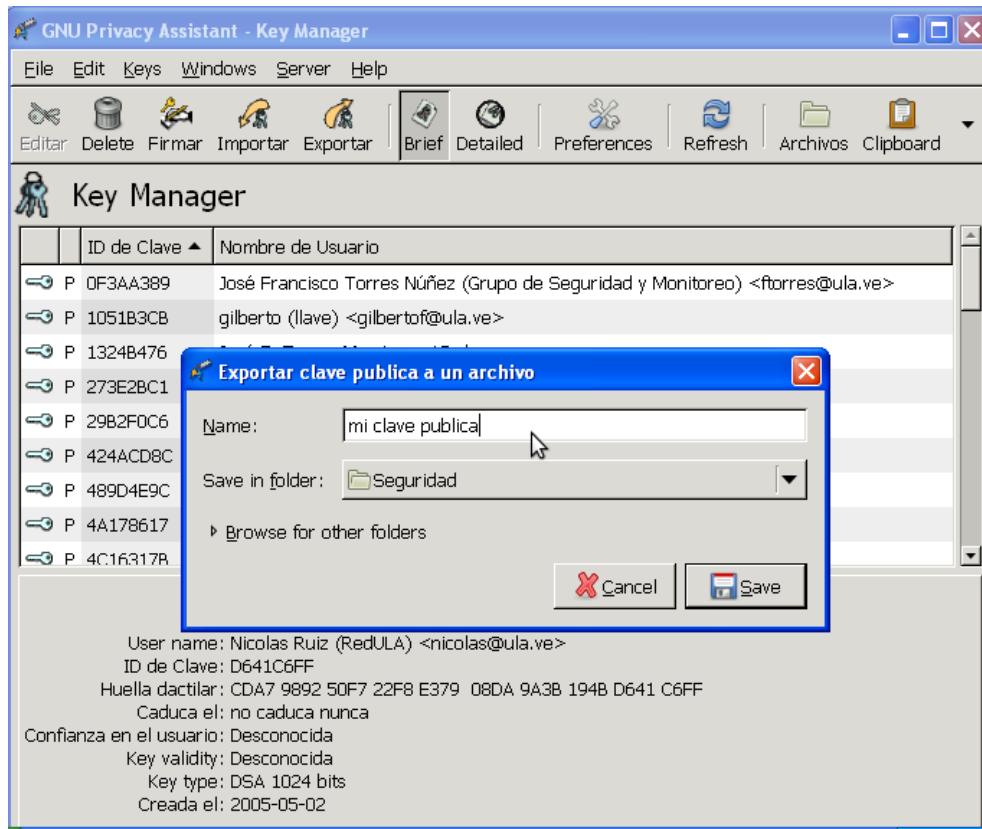 GNU Privacy Assistant - Key Manager
File Edit Keys Windows Server Help
Editar Delete Firmar Importar Exportar Brief Detailed Preferences Refresh Archivos Clipboard
Key Manager
ID de Clave Nombre de Usuario
P 0F3AA389 José Francisco Torres Núñez (Grupo de Seguridad y Monitoreo) <ftorres@ula.ve>
P 1051B3CB gilberto (llave) <gilbertof@ula.ve>
P 1324B476
P 273E2BC1
P 29B2F0C6
P 424ACD8C
P 489D4E9C
P 4A178617
P 4C16317B
Exportar clave publica a un archivo
Name: mi clave publica
Save in folder: Seguridad
Browse for other folders
Cancel Save
User name: Nicolas Ruiz (RedULA) <nicolas@ula.ve>
ID de Clave: D641C6FF
Huella dactilar: CDA7 9892 50F7 22F8 E379 08DA 9A3B 194B D641 C6FF
Caduca el: no caduca nunca
Confianza en el usuario: Desconocida
Key validity: Desconocida
Key type: DSA 1024 bits
Creada el: 2005-05-02